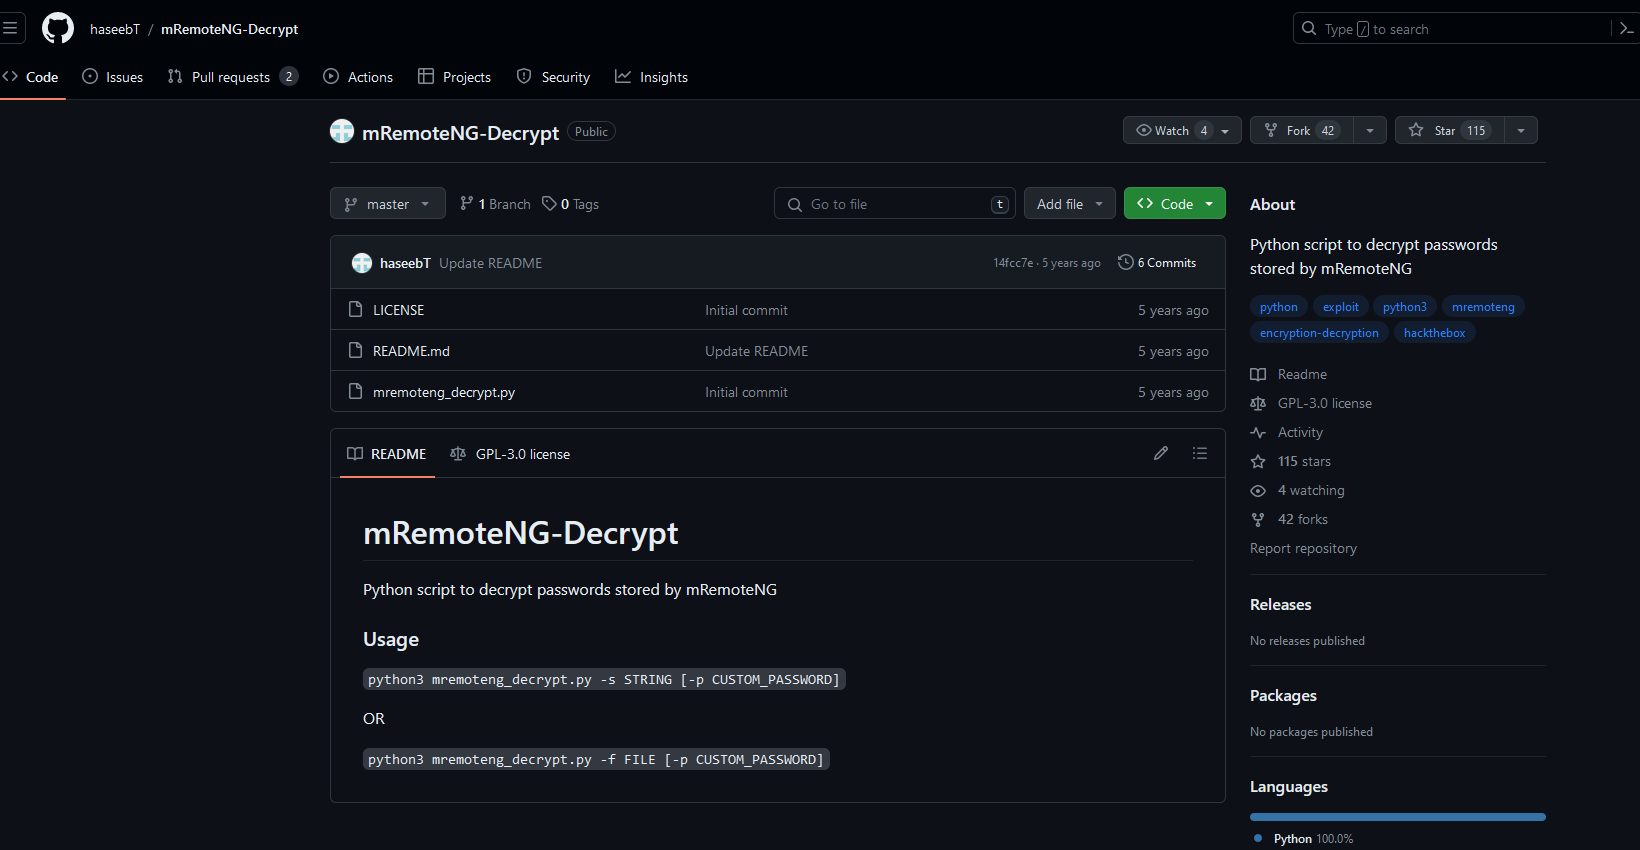 haseebT / mRemoteNG-Decrypt
Type / to search
Code Issues Pull requests 2 Actions Projects Security Insights
mRemoteNG-Decrypt Public
Watch 4 Fork 42 Star 115
master 1 Branch 0 Tags
Go to file t Add file Code
haseebT Update README 14fcc7e · 5 years ago 6 Commits
LICENSE Initial commit 5 years ago
README.md Update README 5 years ago
mremoteng_decrypt.py Initial commit 5 years ago
README GPL-3.0 license
mRemoteNG-Decrypt
Python script to decrypt passwords stored by mRemoteNG
Usage
python3 mremoteng_decrypt.py -s STRING [-p CUSTOM_PASSWORD]
OR
python3 mremoteng_decrypt.py -f FILE [-p CUSTOM_PASSWORD]
About
Python script to decrypt passwords
stored by mRemoteNG
python exploit python3 mremoteng
encryption-decryption hackthebox
Readme
GPL-3.0 license
Activity
115 stars
4 watching
42 forks
Report repository
Releases
No releases published
Packages
No packages published
Languages
Python 100.0%